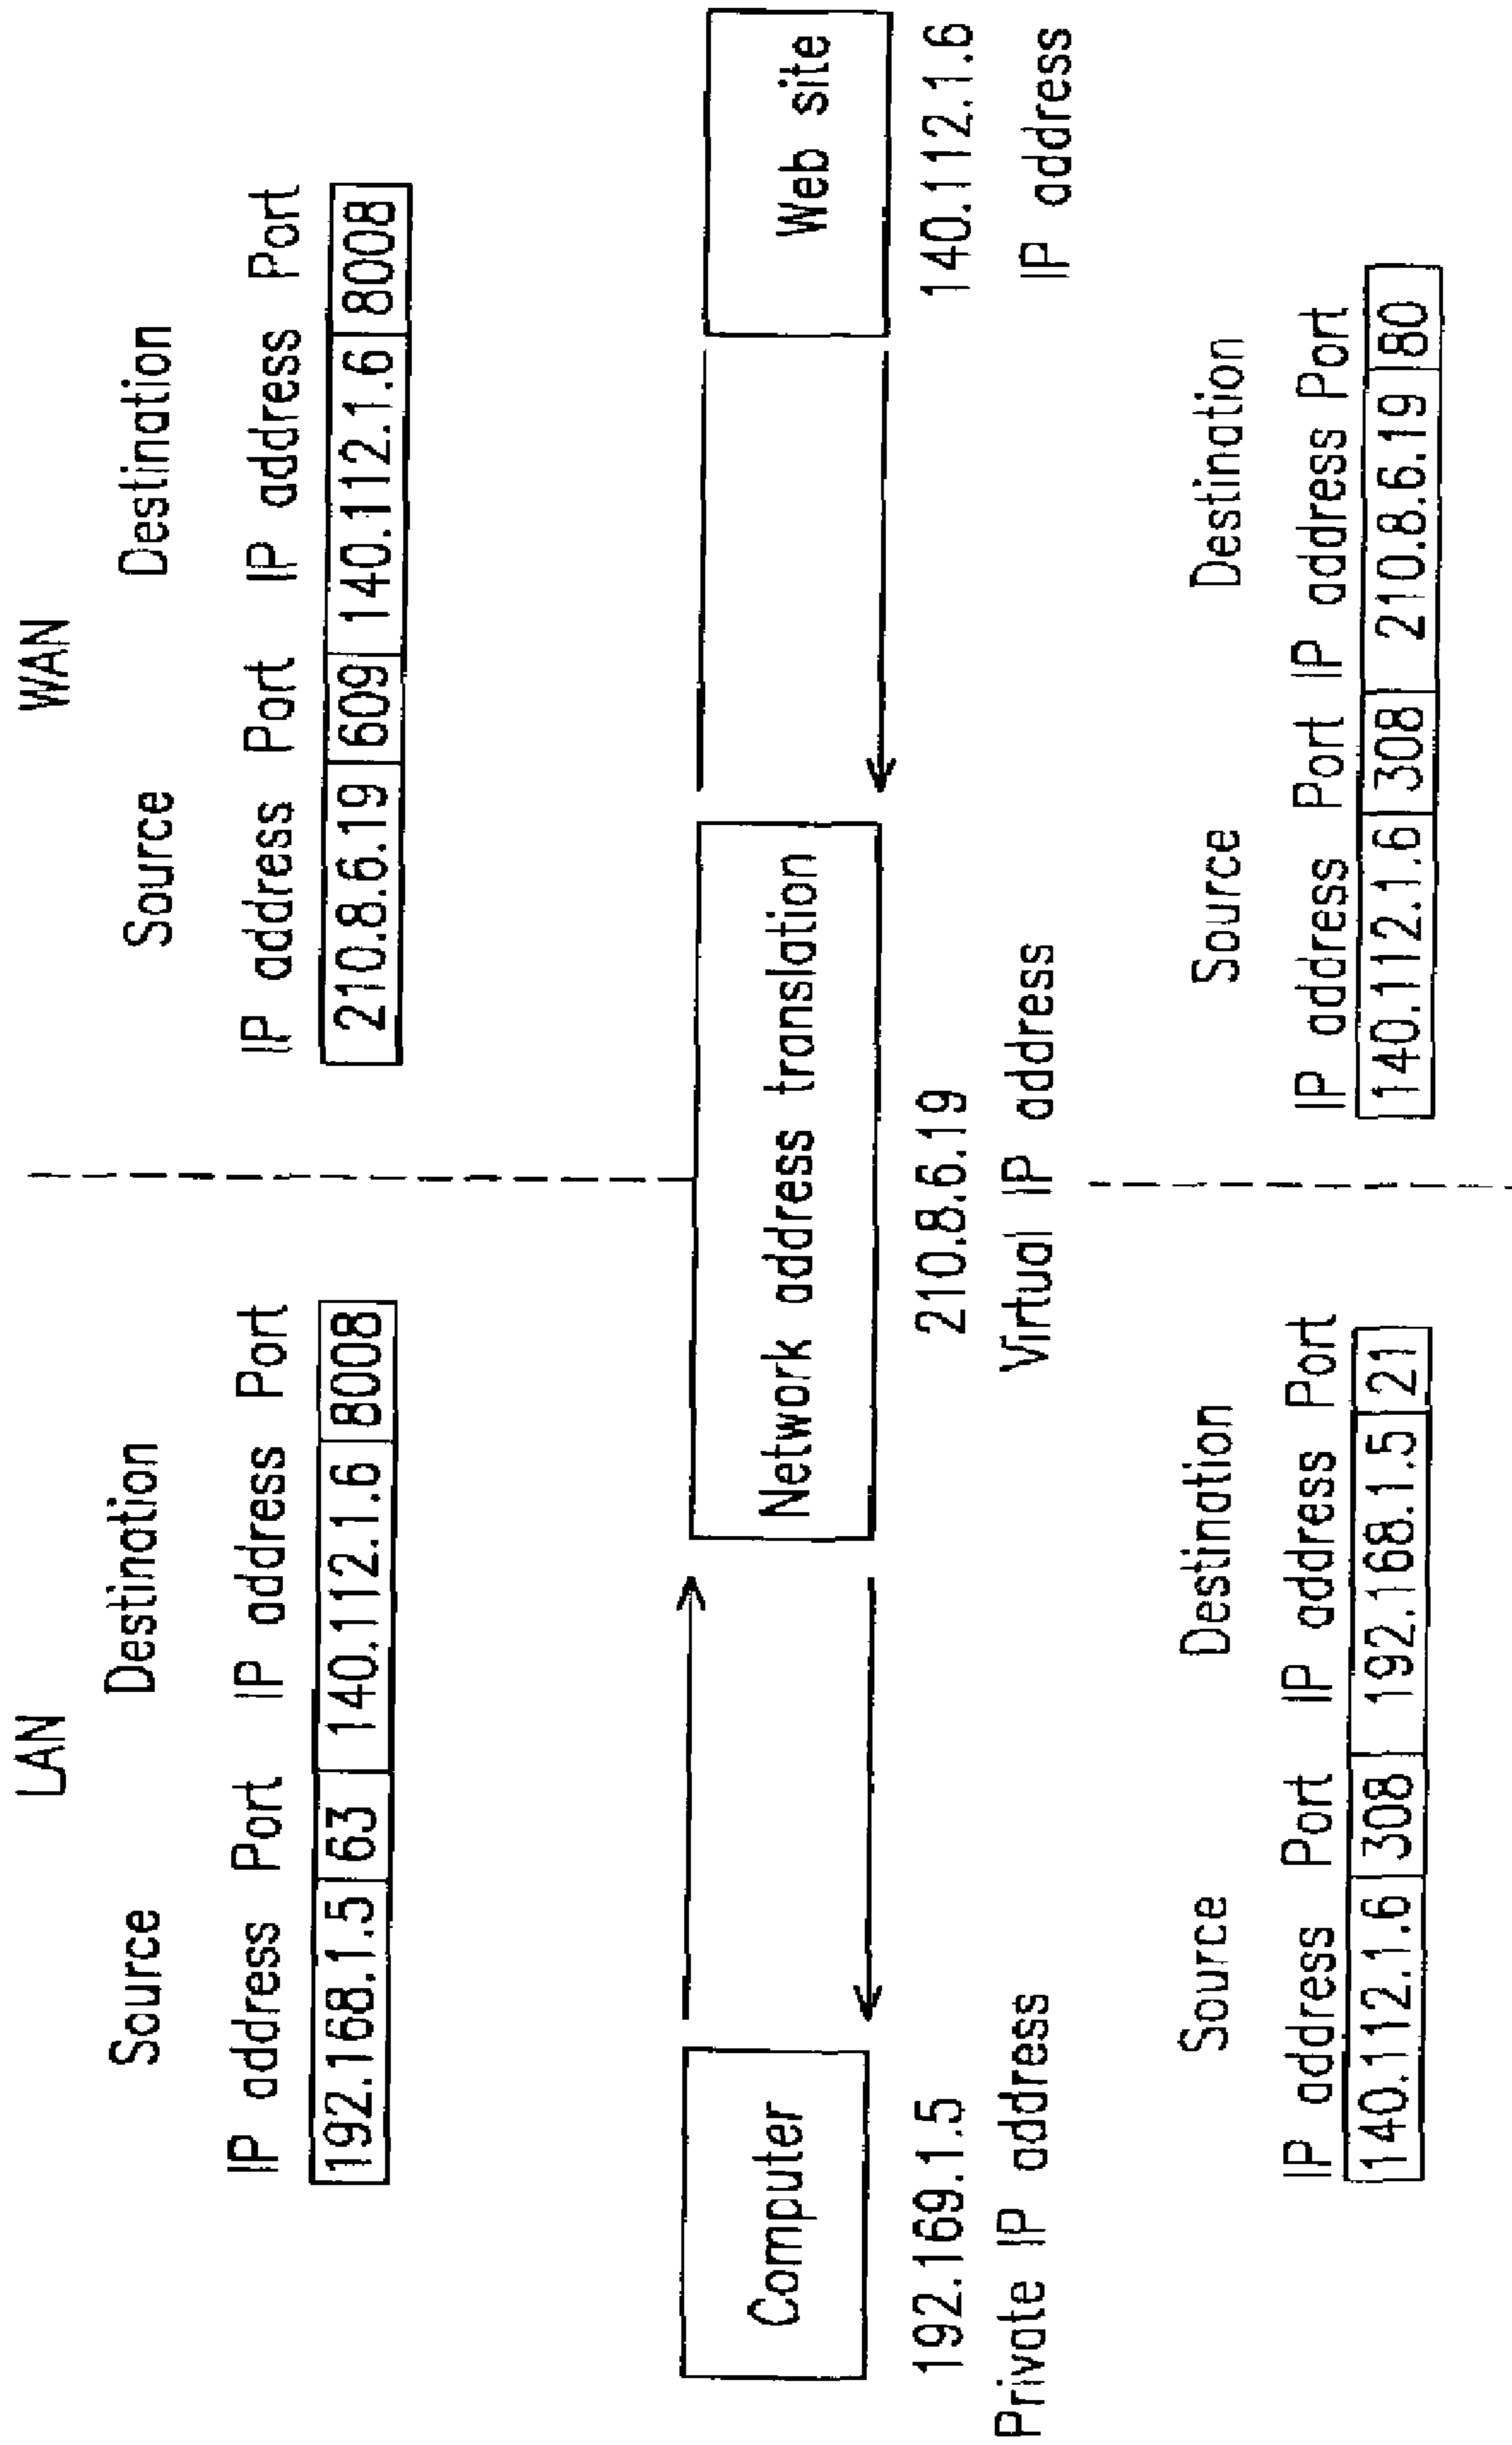 LAN
WAN
Source Destination
Source Destination
IP address Port IP address Port
IP address Port IP address Port
192.168.1.5 63 140.112.1.6 8008
210.8.6.19 609 140.112.1.6 8008
Computer
Network address translation
Web site
192.169.1.5
210.8.6.19
140.112.1.6
Private IP address
Virtual IP address
IP address
Source Destination
Source Destination
IP address Port IP address Port
IP address Port IP address Port
140.112.1.6 308 192.168.1.5 21
140.112.1.6 308 210.8.6.19 80